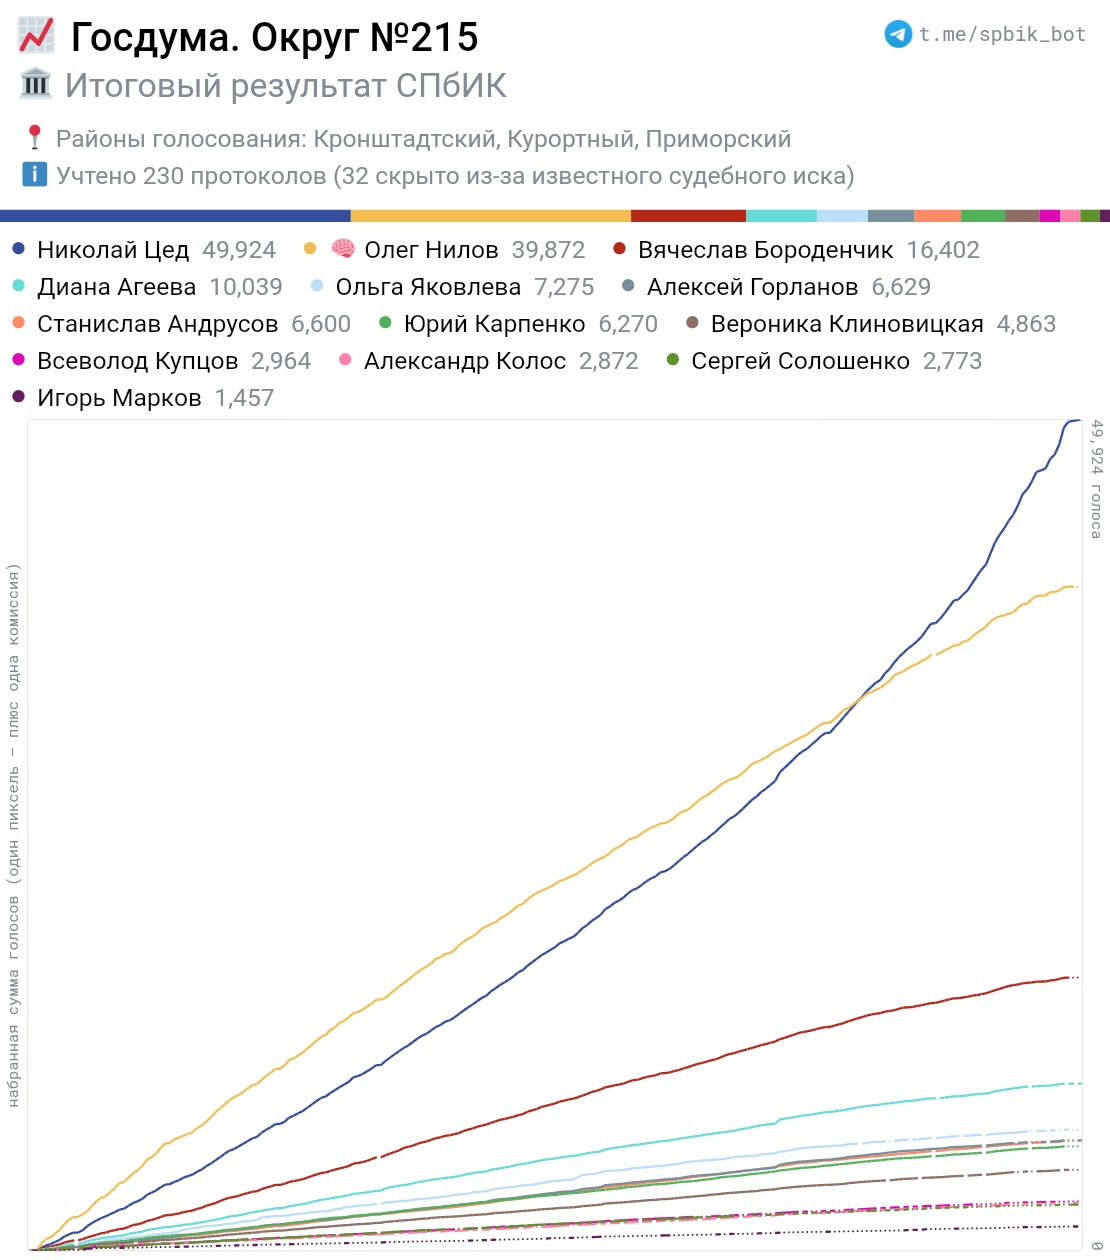 Госдума. Округ №215
t.me/spbik_bot
Итоговый результат СПбИК
Районы голосования: Кронштадтский, Курортный, Приморский
Учтено 230 протоколов (32 скрыто из-за известного судебного иска)
Николай Цед 49,924 Олег Нилов 39,872 Вячеслав Бороденчик 16,402
Диана Агеева 10,039 Ольга Яковлева 7,275 Алексей Горланов 6,629
Станислав Андрусов 6,600 Юрий Карпенко 6,270 Вероника Клиновицкая 4,863
Всеволод Купцов 2,964 Александр Колос 2,872 Сергей Солошенко 2,773
Игорь Марков 1,457
49,924 голоса
набранная сумма голосов (один пиксель – плюс одна комиссия)
0